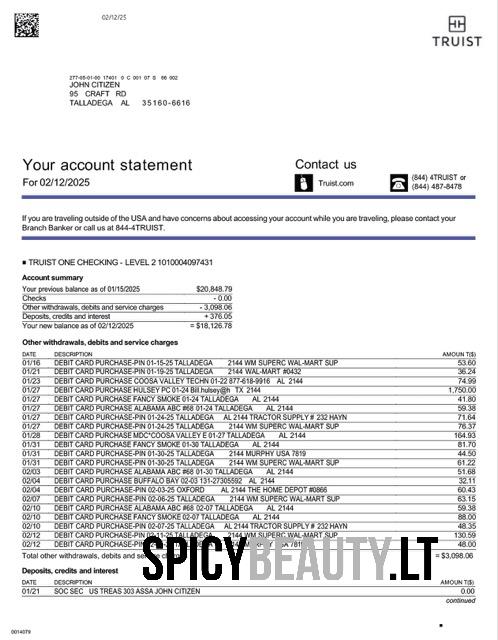 02/12/25
TRUIST
277-05-01-00 17401 0 C 001 07 S 66 002
JOHN CITIZEN
95 CRAFT RD
TALLADEGA AL 35160-6616
Your account statement
For 02/12/2025
Contact us
Truist.com
(844) 4TRUIST or
(844) 487-8478
If you are traveling outside of the USA and have concerns about accessing your account while you are traveling, please contact your
Branch Banker or call us at 844-4TRUIST.
■ TRUIST ONE CHECKING - LEVEL 2 1010004097431
Account summary
Your previous balance as of 01/15/2025 $20,848.79
Checks - 0.00
Other withdrawals, debits and service charges - 3,098.06
Deposits, credits and interest + 376.05
Your new balance as of 02/12/2025 = $18,126.78
Other withdrawals, debits and service charges
DATE DESCRIPTION AMOUNT($)
01/16 DEBIT CARD PURCHASE-PIN 01-15-25 TALLADEGA 2144 WM SUPERC WAL-MART SUP 53.60
01/21 DEBIT CARD PURCHASE-PIN 01-19-25 TALLADEGA 2144 WAL-MART #0432 36.24
01/23 DEBIT CARD PURCHASE COOSA VALLEY TECHN 01-22 877-618-9916 AL 2144 74.99
01/27 DEBIT CARD PURCHASE HULSEY PC 01-24 Bill.hulsey@h TX 2144 1,750.00
01/27 DEBIT CARD PURCHASE FANCY SMOKE 01-24 TALLADEGA AL 2144 41.80
01/27 DEBIT CARD PURCHASE ALABAMA ABC #68 01-24 TALLADEGA AL 2144 59.38
01/27 DEBIT CARD PURCHASE-PIN 01-24-25 TALLADEGA AL 2144 TRACTOR SUPPLY # 232 HAYN 71.64
01/27 DEBIT CARD PURCHASE-PIN 01-24-25 TALLADEGA 2144 WM SUPERC WAL-MART SUP 76.37
01/28 DEBIT CARD PURCHASE MDC*COOSA VALLEY E 01-27 TALLADEGA AL 2144 164.93
01/31 DEBIT CARD PURCHASE FANCY SMOKE 01-30 TALLADEGA AL 2144 81.70
01/31 DEBIT CARD PURCHASE-PIN 01-30-25 TALLADEGA 2144 MURPHY USA 7819 44.50
01/31 DEBIT CARD PURCHASE-PIN 01-30-25 TALLADEGA 2144 WM SUPERC WAL-MART SUP 61.22
02/03 DEBIT CARD PURCHASE ALABAMA ABC #68 01-30 TALLADEGA AL 2144 51.68
02/04 DEBIT CARD PURCHASE BUFFALO BAY 02-03 131-27305592 AL 2144 32.11
02/04 DEBIT CARD PURCHASE-PIN 02-03-25 OXFORD AL 2144 THE HOME DEPOT #0866 60.43
02/07 DEBIT CARD PURCHASE-PIN 02-06-25 TALLADEGA 2144 WM SUPERC WAL-MART SUP 63.15
02/10 DEBIT CARD PURCHASE ALABAMA ABC #68 02-07 TALLADEGA AL 2144 59.38
02/10 DEBIT CARD PURCHASE FANCY SMOKE 02-07 TALLADEGA AL 2144 88.00
02/10 DEBIT CARD PURCHASE-PIN 02-07-25 TALLADEGA AL 2144 TRACTOR SUPPLY # 232 HAYN 48.35
02/12 DEBIT CARD PURCHASE-PIN 02-11-25 TALLADEGA 2144 WM SUPERC WAL-MART SUP 130.59
02/12 DEBIT CARD PURCHASE-PIN 48.00
SPICYBEAUTY.LT
Total other withdrawals, debits and = $3,098.06
Deposits, credits and interest
DATE DESCRIPTION AMOUNT($)
01/21 SOC SEC US TREAS 303 ASSA JOHN CITIZEN 0.00
continued
0014079